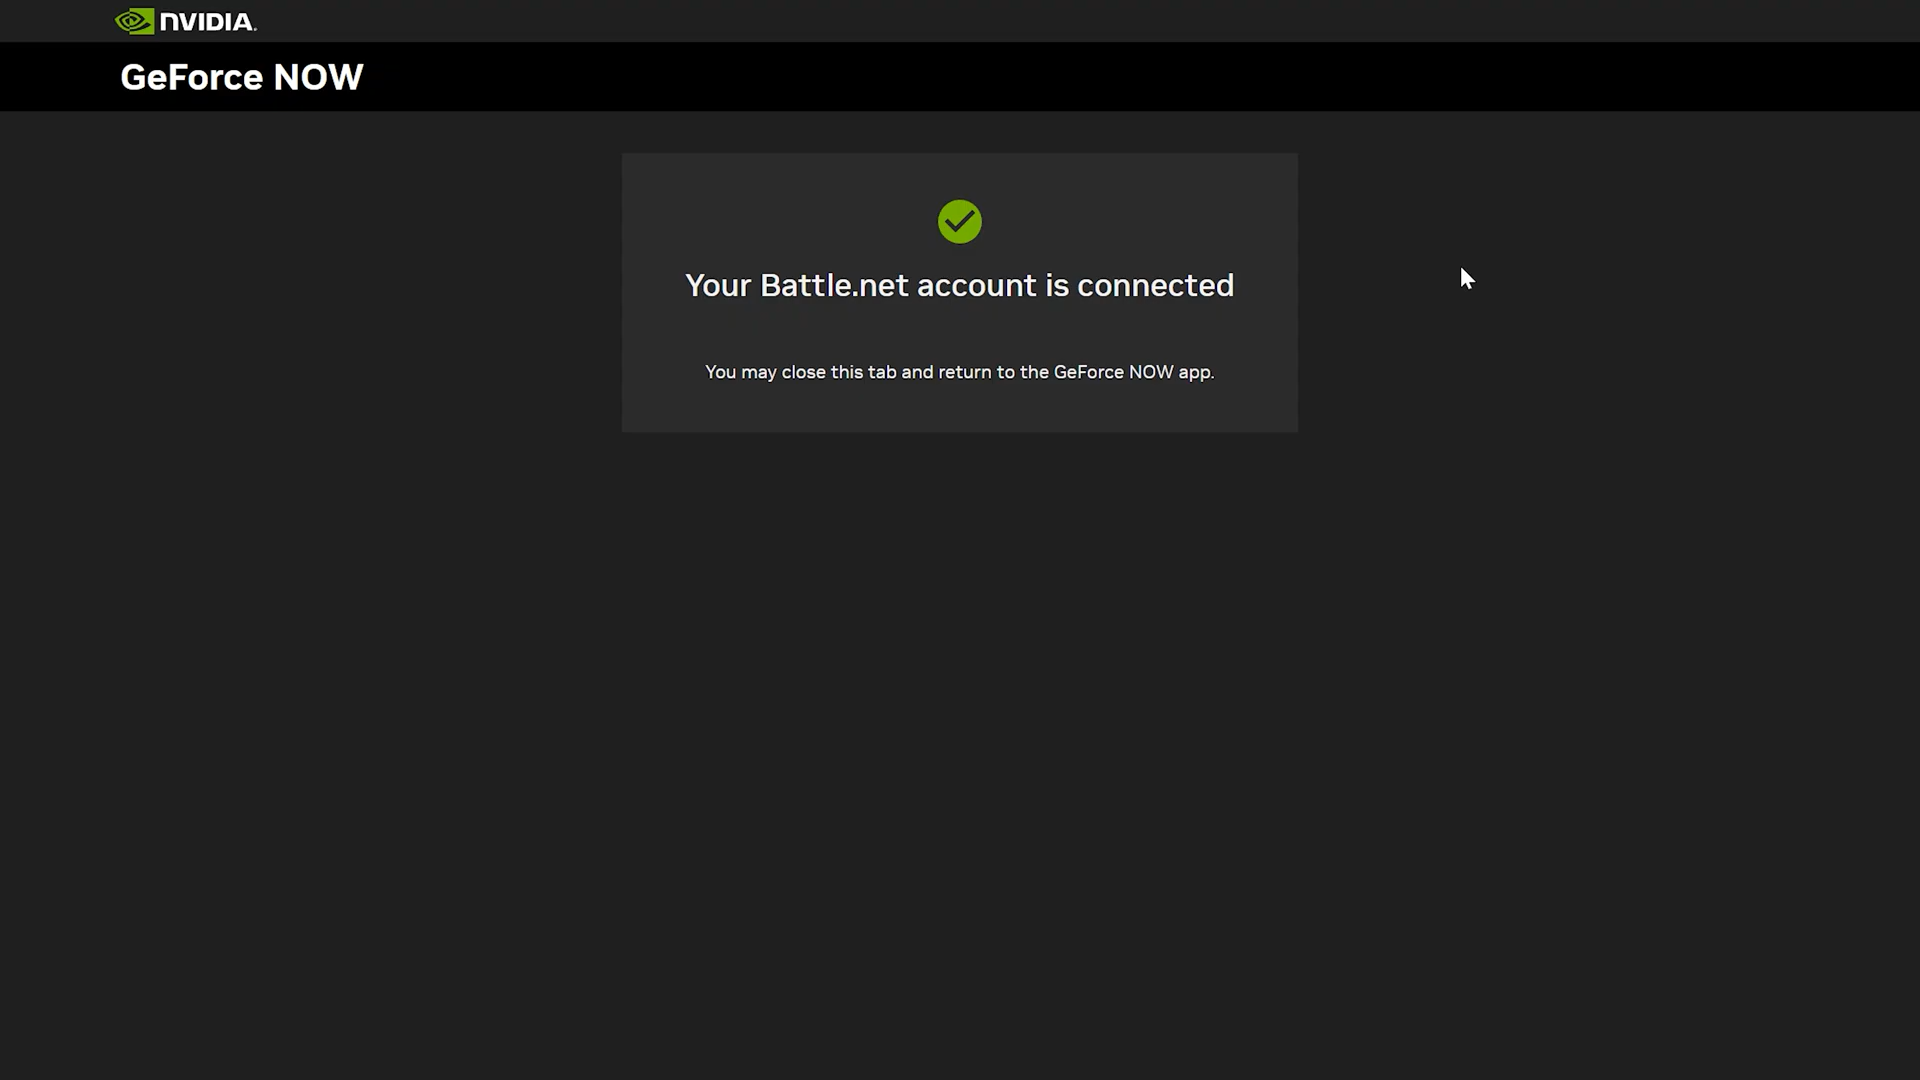 NVIDIA.
GeForce NOW
Your Battle.net account is connected
You may close this tab and return to the GeForce NOW app.